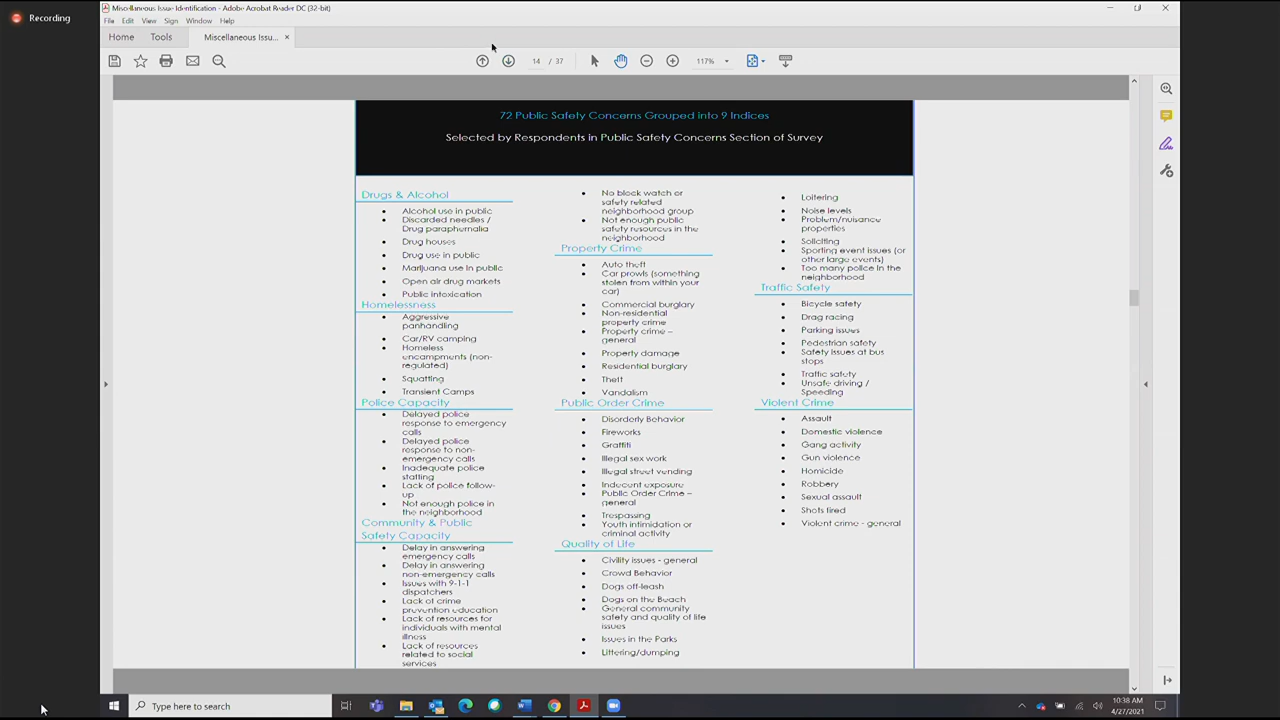 Recording
Miscellaneous Issue Identification - Adobe Acrobat Reader DC (32-bit)
File Edit View Sign Window Help
Home Tools Miscellaneous Issu... ×
14 / 37 117%
72 Public Safety Concerns Grouped into 9 Indices
Selected by Respondents in Public Safety Concerns Section of Survey
Drugs & Alcohol
• Alcohol use in public
• Discarded needles /
Drug paraphernalia
• Drug houses
• Drug use in public
• Marijuana use in public
• Open air drug markets
• Public intoxication
Homelessness
• Aggressive
panhandling
• Car/RV camping
• Homeless
encampments (non-
regulated)
• Squatting
• Transient Camps
Police Capacity
• Delayed police
response to emergency
calls
• Delayed police
response to non-
emergency calls
• Inadequate police
staffing
• Lack of police follow-
up
• Not enough police in
the neighborhood
Community & Public
Safety Capacity
• Delay in answering
emergency calls
• Delay in answering
non-emergency calls
• Issues with 9-1-1
dispatchers
• Lack of crime
prevention education
• Lack of resources for
individuals with mental
illness
• Lack of resources
related to social
services
• No block watch or
safety related
neighborhood group
• Not enough public
safety resources in the
neighborhood
Property Crime
• Auto theft
• Car prowls (something
stolen from within your
car)
• Commercial burglary
• Non-residential
property crime
• Property crime –
general
• Property damage
• Residential burglary
• Theft
• Vandalism
Public Order Crime
• Disorderly Behavior
• Fireworks
• Graffiti
• Illegal sex work
• Illegal street vending
• Indecent exposure
• Public Order Crime –
general
• Trespassing
• Youth intimidation or
criminal activity
Quality of Life
• Civility issues - general
• Crowd Behavior
• Dogs off-leash
• Dogs on the Beach
• General community
safety and quality of life
issues
• Issues in the Parks
• Littering/dumping
• Loitering
• Noise levels
• Problem/nuisance
properties
• Soliciting
• Sporting event issues (or
other large events)
• Too many police in the
neighborhood
Traffic Safety
• Bicycle safety
• Drag racing
• Parking issues
• Pedestrian safety
• Safety issues at bus
stops
• Traffic safety
• Unsafe driving /
Speeding
Violent Crime
• Assault
• Domestic violence
• Gang activity
• Gun violence
• Homicide
• Robbery
• Sexual assault
• Shots fired
• Violent crime - general
Type here to search
10:38 AM
4/27/2021